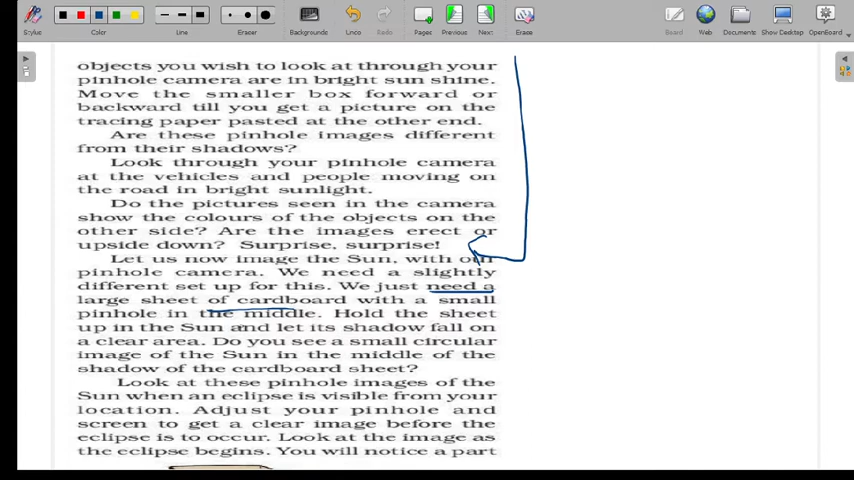 Stylus Color Line Eraser Backgrounds Undo Redo Pages Previous Next Erase Board Web Documents Show Desktop OpenBoard
objects you wish to look at through your
pinhole camera are in bright sun shine.
Move the smaller box forward or
backward till you get a picture on the
tracing paper pasted at the other end.
Are these pinhole images different
from their shadows?
Look through your pinhole camera
at the vehicles and people moving on
the road in bright sunlight.
Do the pictures seen in the camera
show the colours of the objects on the
other side? Are the images erect or
upside down? Surprise, surprise!
Let us now image the Sun, with our
pinhole camera. We need a slightly
different set up for this. We just need a
large sheet of cardboard with a small
pinhole in the middle. Hold the sheet
up in the Sun and let its shadow fall on
a clear area. Do you see a small circular
image of the Sun in the middle of the
shadow of the cardboard sheet?
Look at these pinhole images of the
Sun when an eclipse is visible from your
location. Adjust your pinhole and
screen to get a clear image before the
eclipse is to occur. Look at the image as
the eclipse begins. You will notice a part